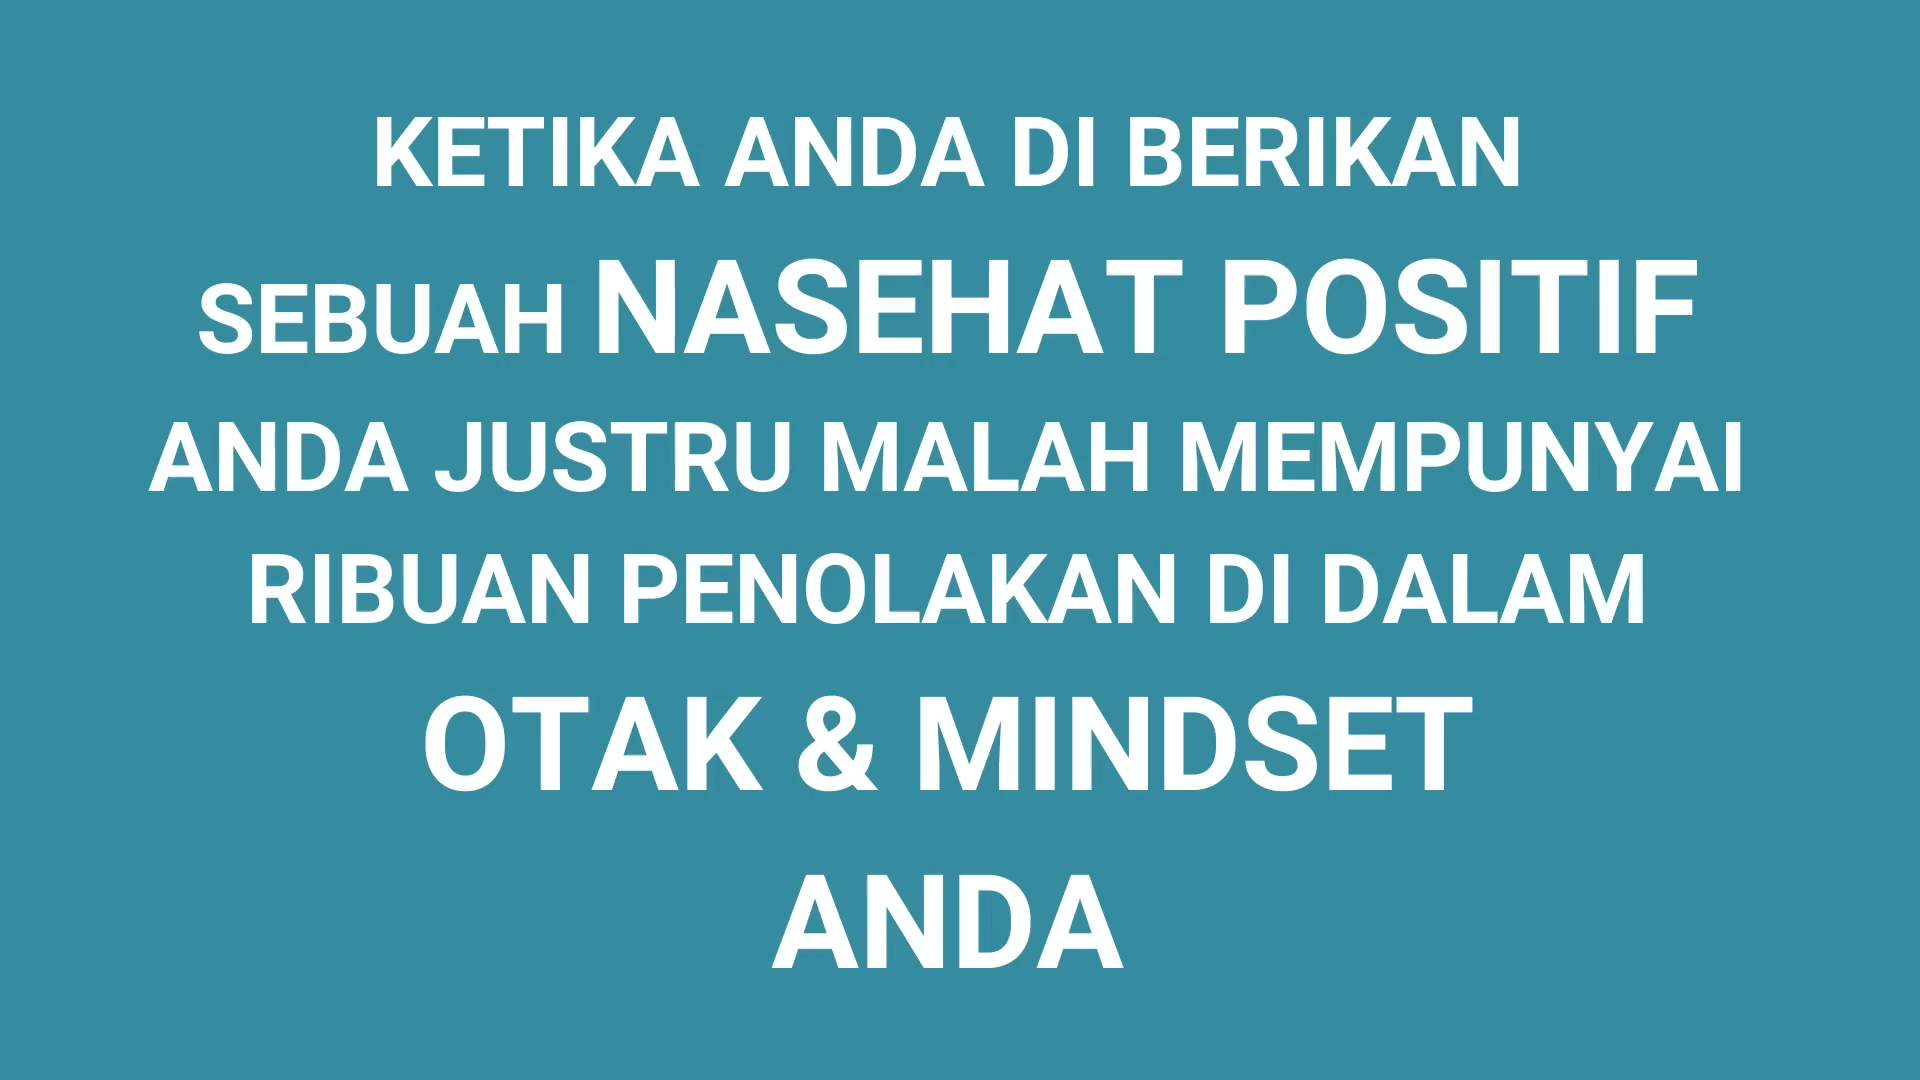 KETIKA ANDA DI BERIKAN
SEBUAH NASEHAT POSITIF
ANDA JUSTRU MALAH MEMPUNYAI
RIBUAN PENOLAKAN DI DALAM
OTAK & MINDSET
ANDA